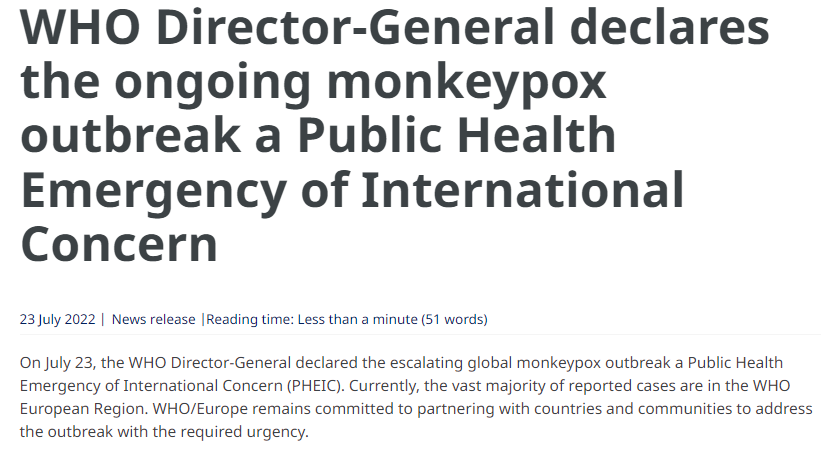 WHO Director-General declares
the ongoing monkeypox
outbreak a Public Health
Emergency of International
Concern
23 July 2022 | News release |Reading time: Less than a minute (51 words)
On July 23, the WHO Director-General declared the escalating global monkeypox outbreak a Public Health
Emergency of International Concern (PHEIC). Currently, the vast majority of reported cases are in the WHO
European Region. WHO/Europe remains committed to partnering with countries and communities to address
the outbreak with the required urgency.